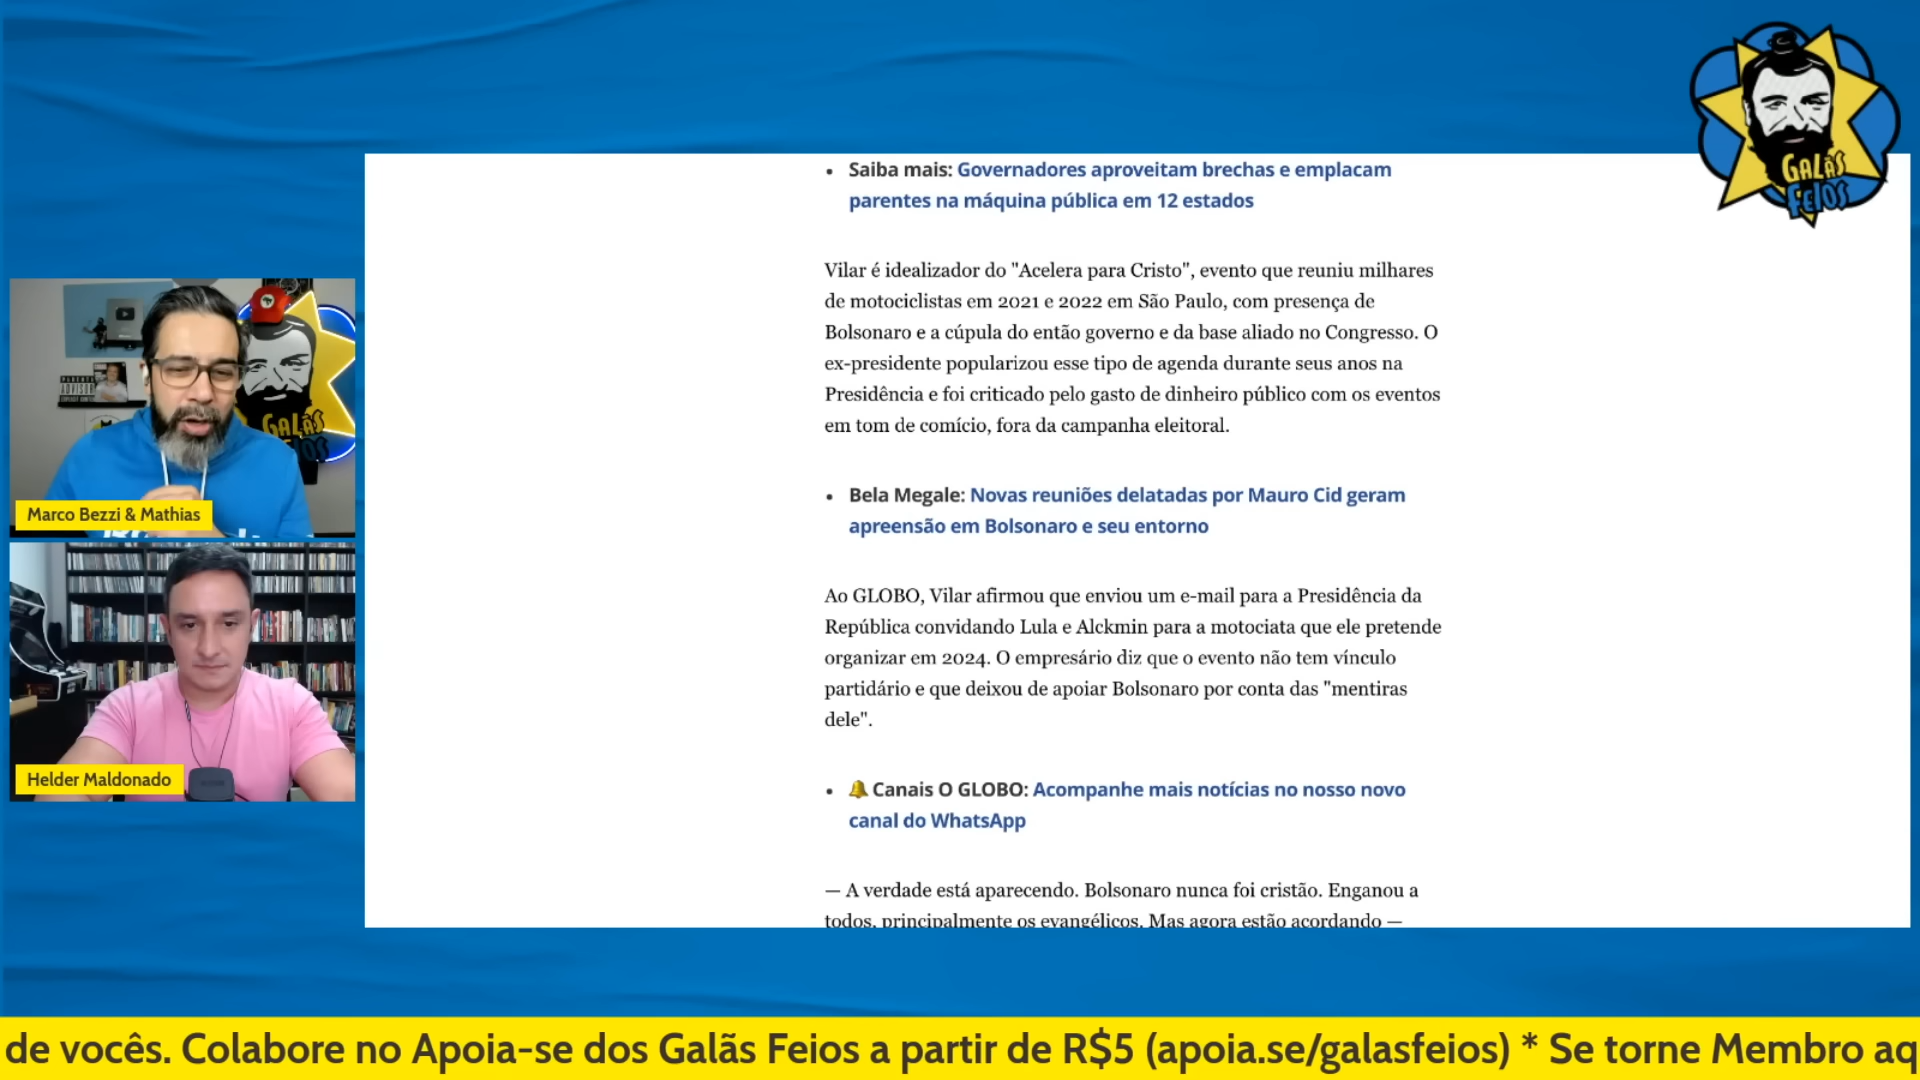 GALÃS
FEIOS
Saiba mais: Governadores aproveitam brechas e emplacam
parentes na máquina pública em 12 estados
Vilar é idealizador do "Acelera para Cristo", evento que reuniu milhares
de motociclistas em 2021 e 2022 em São Paulo, com presença de
Bolsonaro e a cúpula do então governo e da base aliado no Congresso. O
ex-presidente popularizou esse tipo de agenda durante seus anos na
Presidência e foi criticado pelo gasto de dinheiro público com os eventos
em tom de comício, fora da campanha eleitoral.
Bela Megale: Novas reuniões delatadas por Mauro Cid geram
apreensão em Bolsonaro e seu entorno
Ao GLOBO, Vilar afirmou que enviou um e-mail para a Presidência da
República convidando Lula e Alckmin para a motociata que ele pretende
organizar em 2024. O empresário diz que o evento não tem vínculo
partidário e que deixou de apoiar Bolsonaro por conta das "mentiras
dele".
Canais O GLOBO: Acompanhe mais notícias no nosso novo
canal do WhatsApp
— A verdade está aparecendo. Bolsonaro nunca foi cristão. Enganou a
todos, principalmente os evangélicos. Mas agora estão acordando —
GALÃS
Marco Bezzi & Mathias
Helder Maldonado
de vocês. Colabore no Apoia-se dos Galãs Feios a partir de R$5 (apoia.se/galasfeios) * Se torne Membro aq